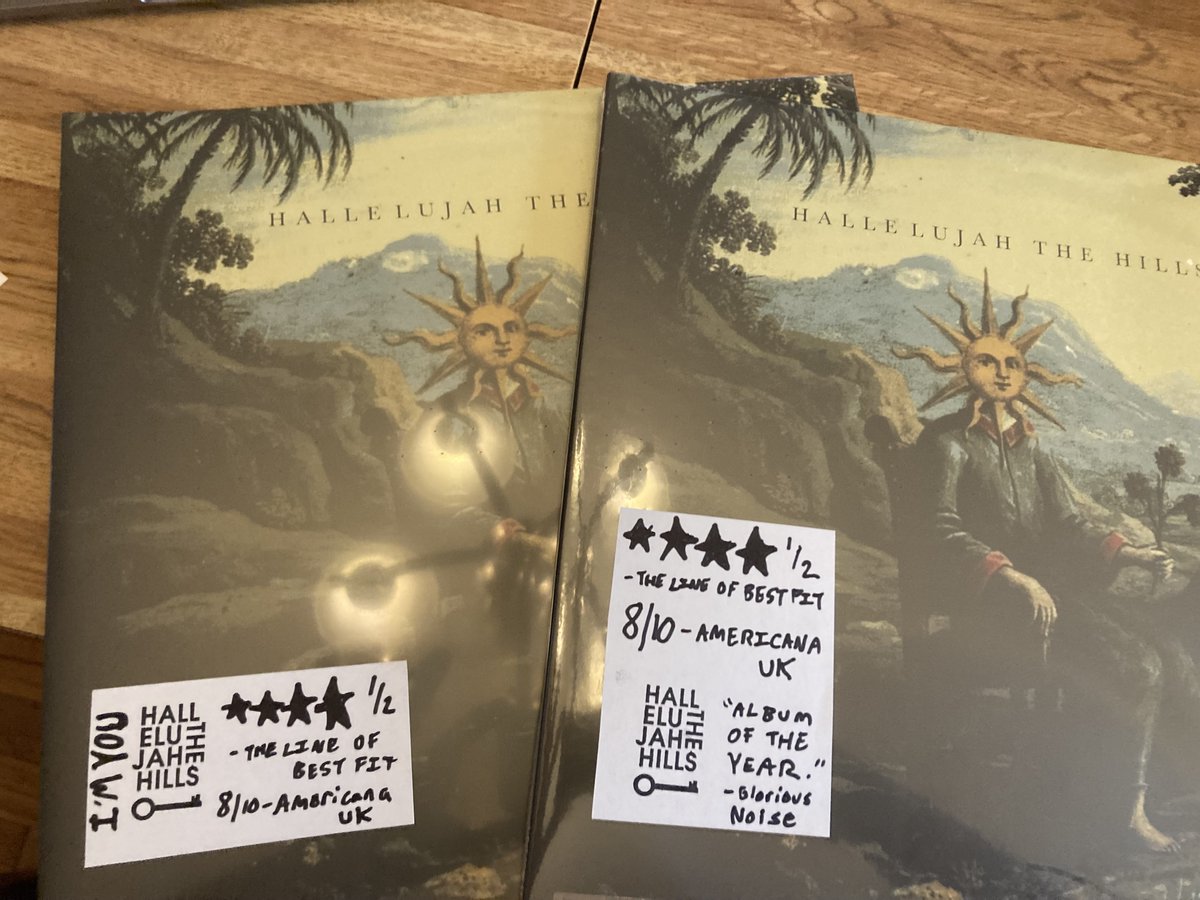 HALLELUJAH THE
HALLELUJAH THE HILLS
I'M YOU
HALL
ELU
JAH
HILLS
THE
★★★★ 1/2
- THE LINE OF
BEST FIT
8/10 - AMERICANA
UK
★★★★ 1/2
- THE LINE OF BEST FIT
8/10 - AMERICANA
UK
HALL
ELU
JAH
HILLS
THE
"ALBUM
OF THE
YEAR."
- Glorious
Noise